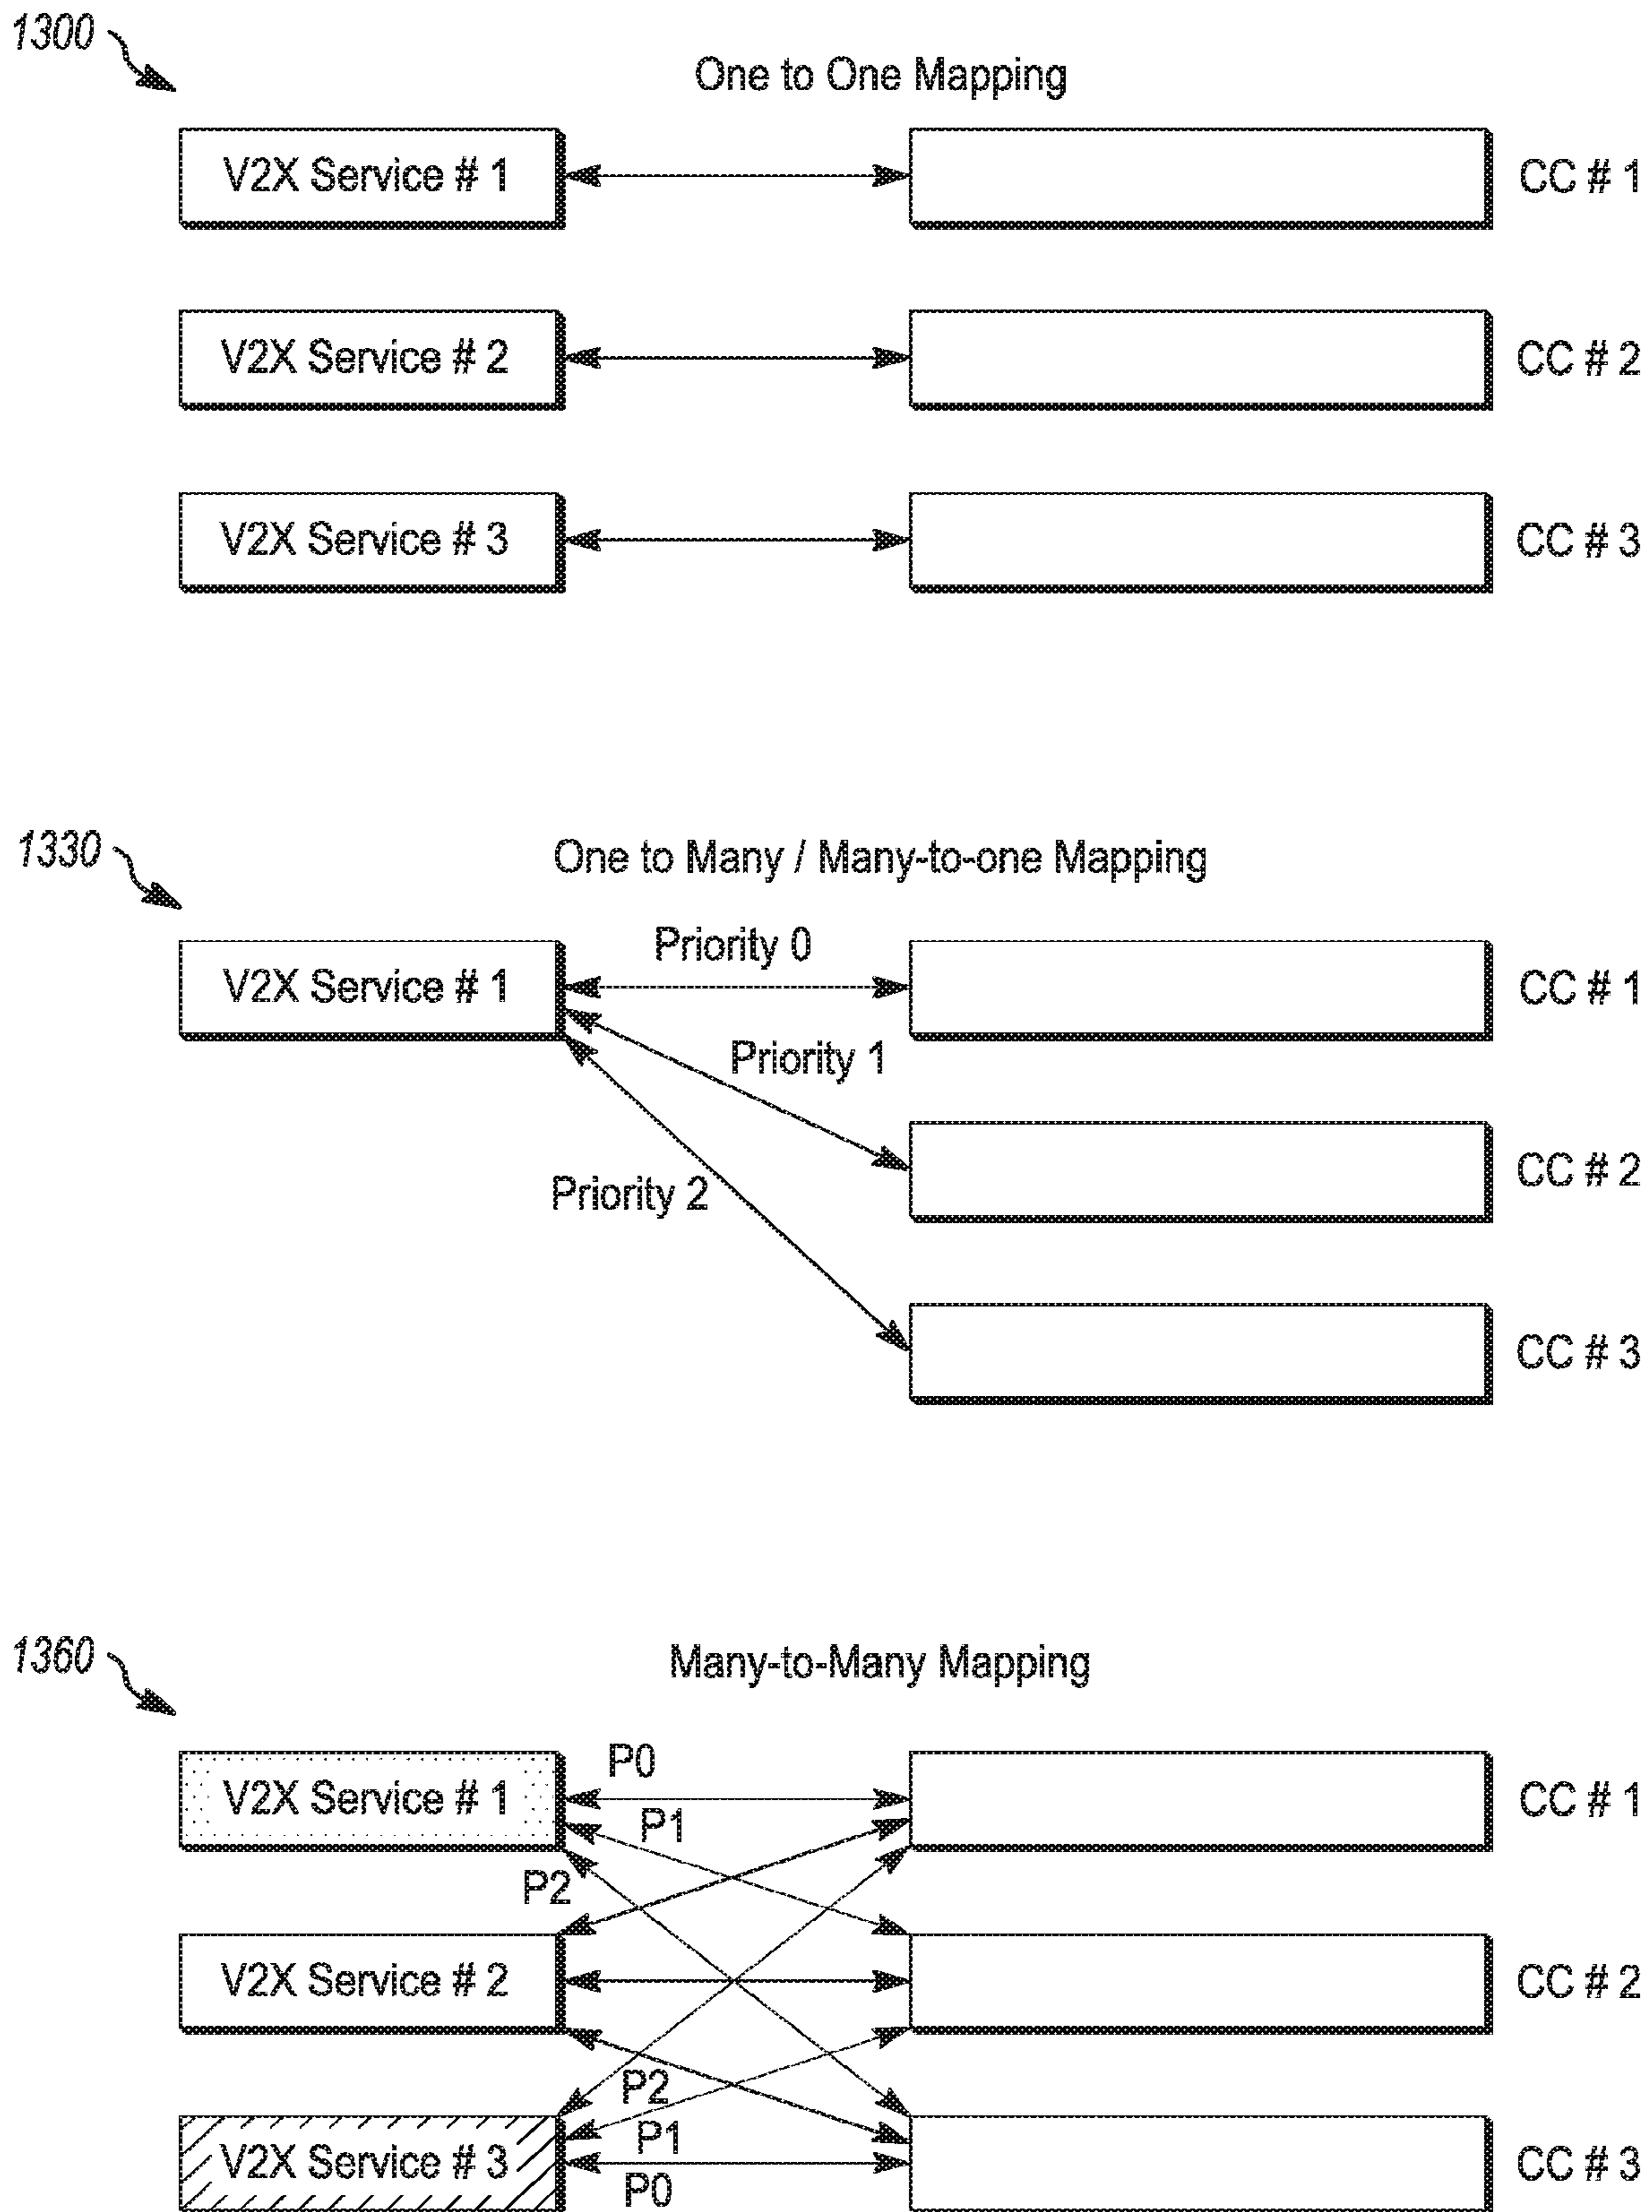 1300
One to One Mapping
V2X Service # 1
CC # 1
V2X Service # 2
CC # 2
V2X Service # 3
CC # 3
1330
One to Many / Many-to-one Mapping
Priority 0
V2X Service # 1
CC # 1
Priority 1
CC # 2
Priority 2
CC # 3
1360
Many-to-Many Mapping
P0
V2X Service # 1
CC # 1
P1
P2
V2X Service # 2
CC # 2
P2
P1
V2X Service # 3
CC # 3
P0